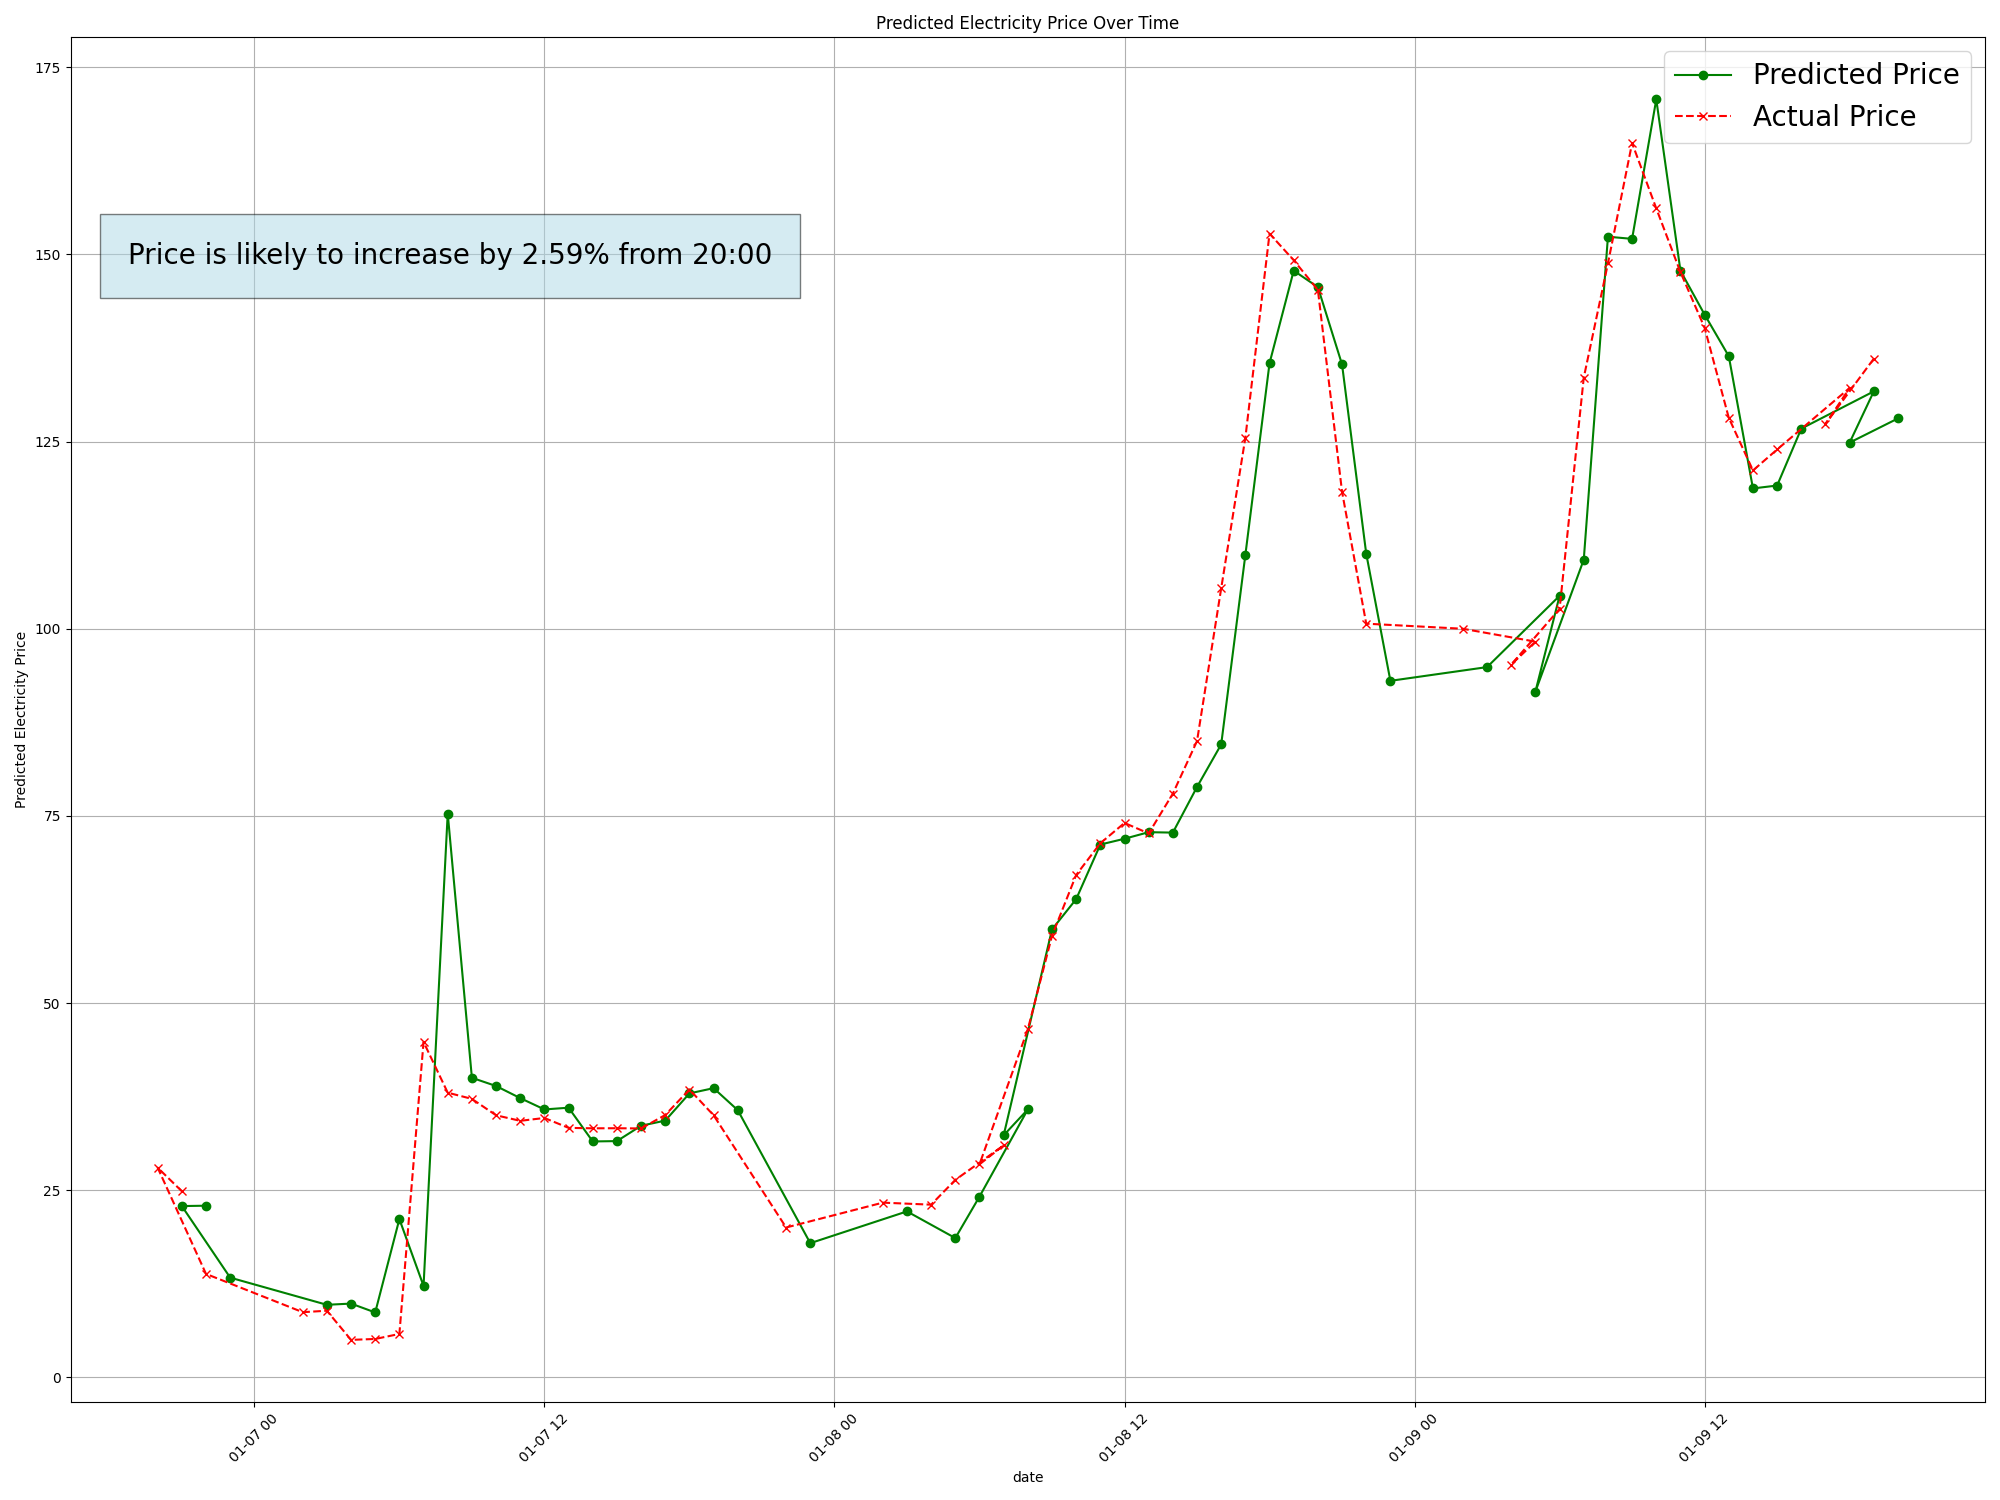 Predicted Electricity Price Over Time
Predicted Price
Actual Price
Price is likely to increase by 2.59% from 20:00
Predicted Electricity Price
175
150
125
100
75
50
25
0
01-07 00
01-07 12
01-08 00
01-08 12
01-09 00
01-09 12
date